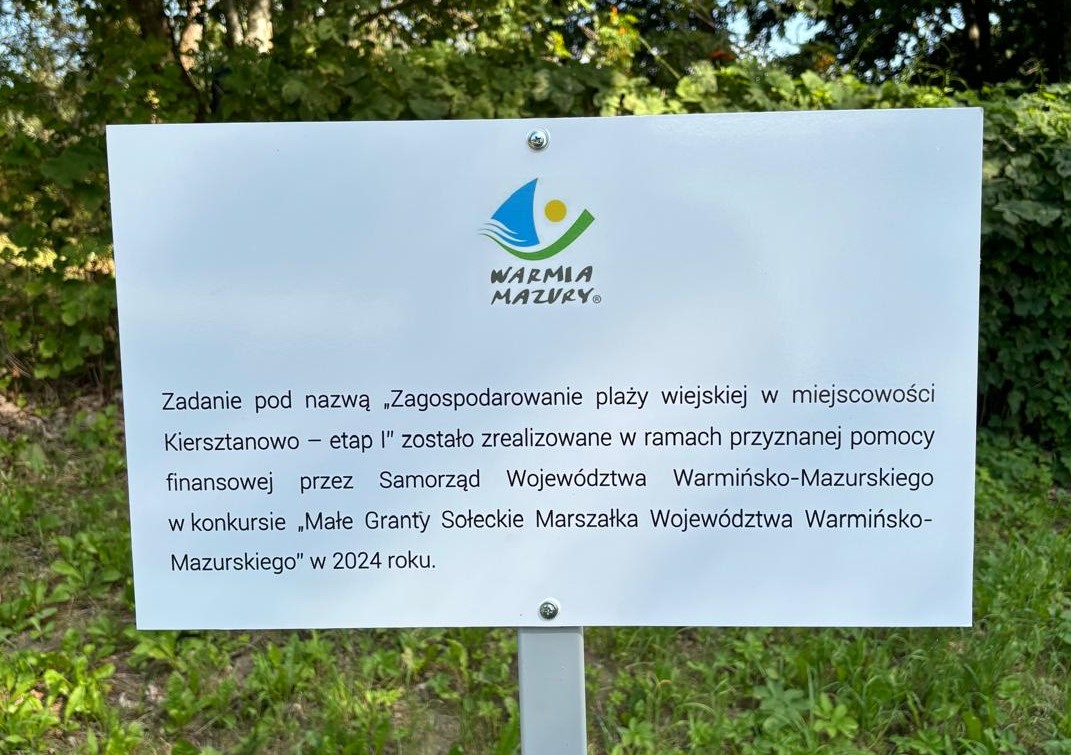 WARMIA
MAZURY®
Zadanie pod nazwą „Zagospodarowanie plaży wiejskiej w miejscowości
Kiersztanowo – etap I” zostało zrealizowane w ramach przyznanej pomocy
finansowej przez Samorząd Województwa Warmińsko-Mazurskiego
w konkursie „Małe Granty Sołeckie Marszałka Województwa Warmińsko-
Mazurskiego” w 2024 roku.